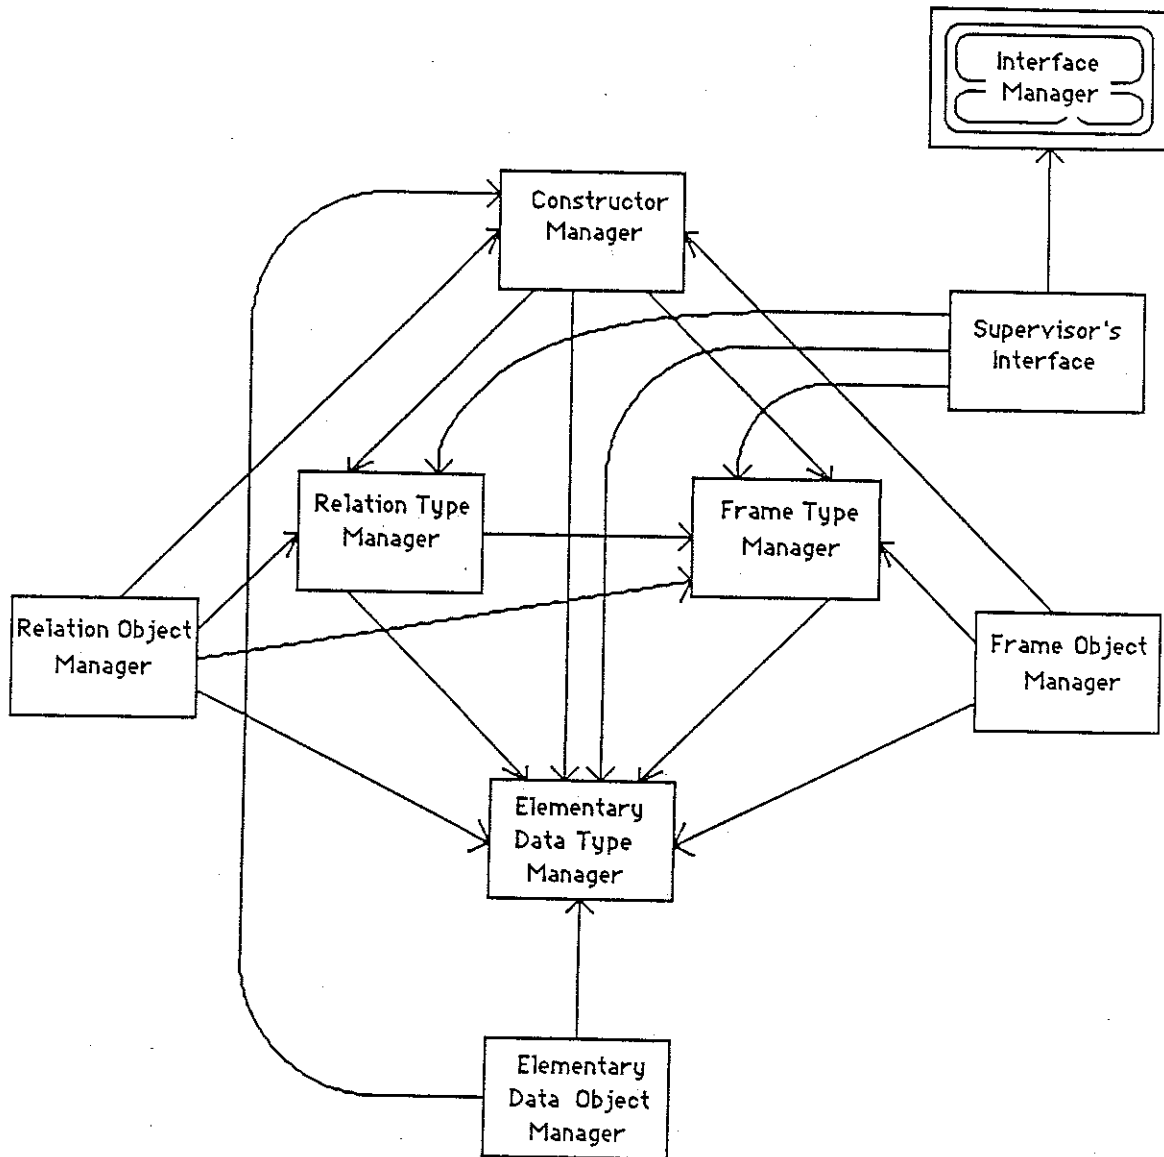 Interface
Manager
Constructor
Manager
Supervisor's
Interface
Relation Type
Manager
Frame Type
Manager
Relation Object
Manager
Frame Object
Manager
Elementary
Data Type
Manager
Elementary
Data Object
Manager